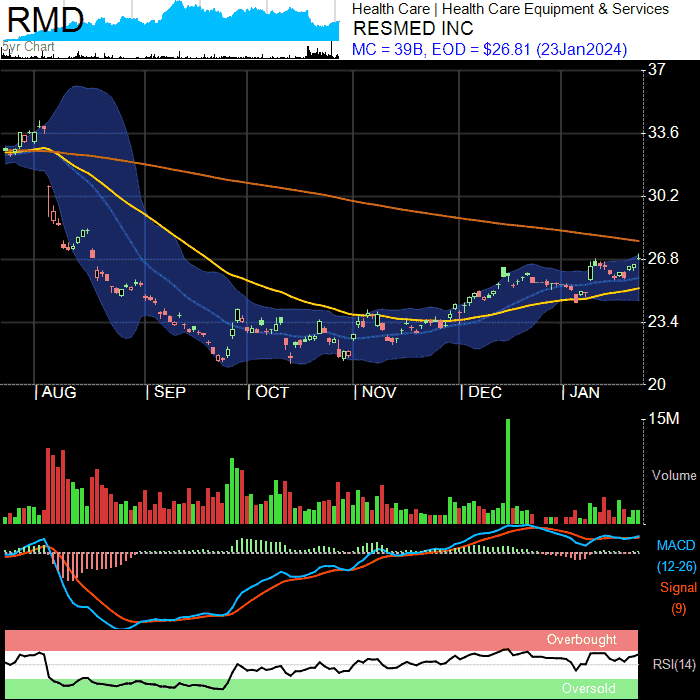 RMD
5yr Chart
Health Care | Health Care Equipment & Services
RESMED INC
MC = 39B, EOD = $26.81 (23Jan2024)
37
33.6
30.2
26.8
23.4
20
| AUG | SEP | OCT | NOV | DEC | JAN
15M
Volume
MACD
(12-26)
Signal
(9)
Overbought
RSI(14)
Oversold